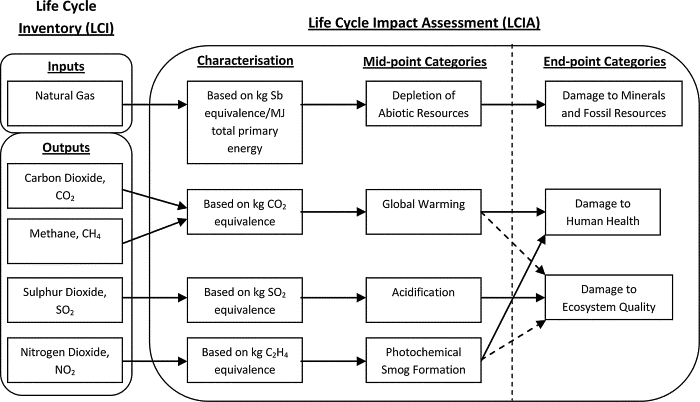 Life Cycle
Inventory (LCI)
Life Cycle Impact Assessment (LCIA)
Inputs
Characterisation
Mid-point Categories
End-point Categories
Natural Gas
Based on kg Sb
equivalence/MJ
total primary
energy
Depletion of
Abiotic Resources
Damage to Minerals
and Fossil Resources
Outputs
Carbon Dioxide,
CO₂
Methane, CH₄
Based on kg CO₂
equivalence
Global Warming
Damage to
Human Health
Sulphur Dioxide,
SO₂
Based on kg SO₂
equivalence
Acidification
Damage to
Ecosystem Quality
Nitrogen Dioxide,
NO₂
Based on kg C₂H₄
equivalence
Photochemical
Smog Formation